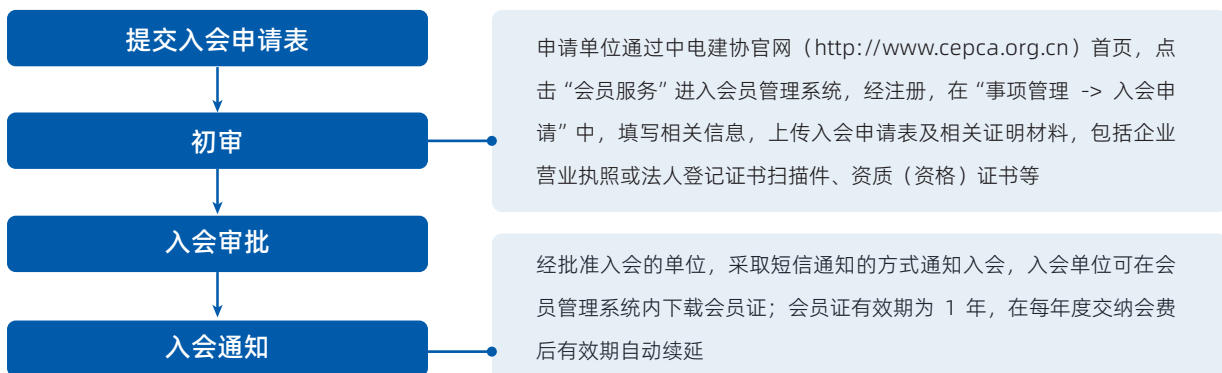 提交入会申请表
初审
入会审批
入会通知
申请单位通过中电建协官网（http://www.cepca.org.cn）首页，点
击“会员服务”进入会员管理系统，经注册，在“事项管理 -> 入会申
请”中，填写相关信息，上传入会申请表及相关证明材料，包括企业
营业执照或法人登记证书扫描件、资质（资格）证书等
经批准入会的单位，采取短信通知的方式通知入会，入会单位可在会
员管理系统内下载会员证；会员证有效期为 1 年，在每年度交纳会费
后有效期自动续延